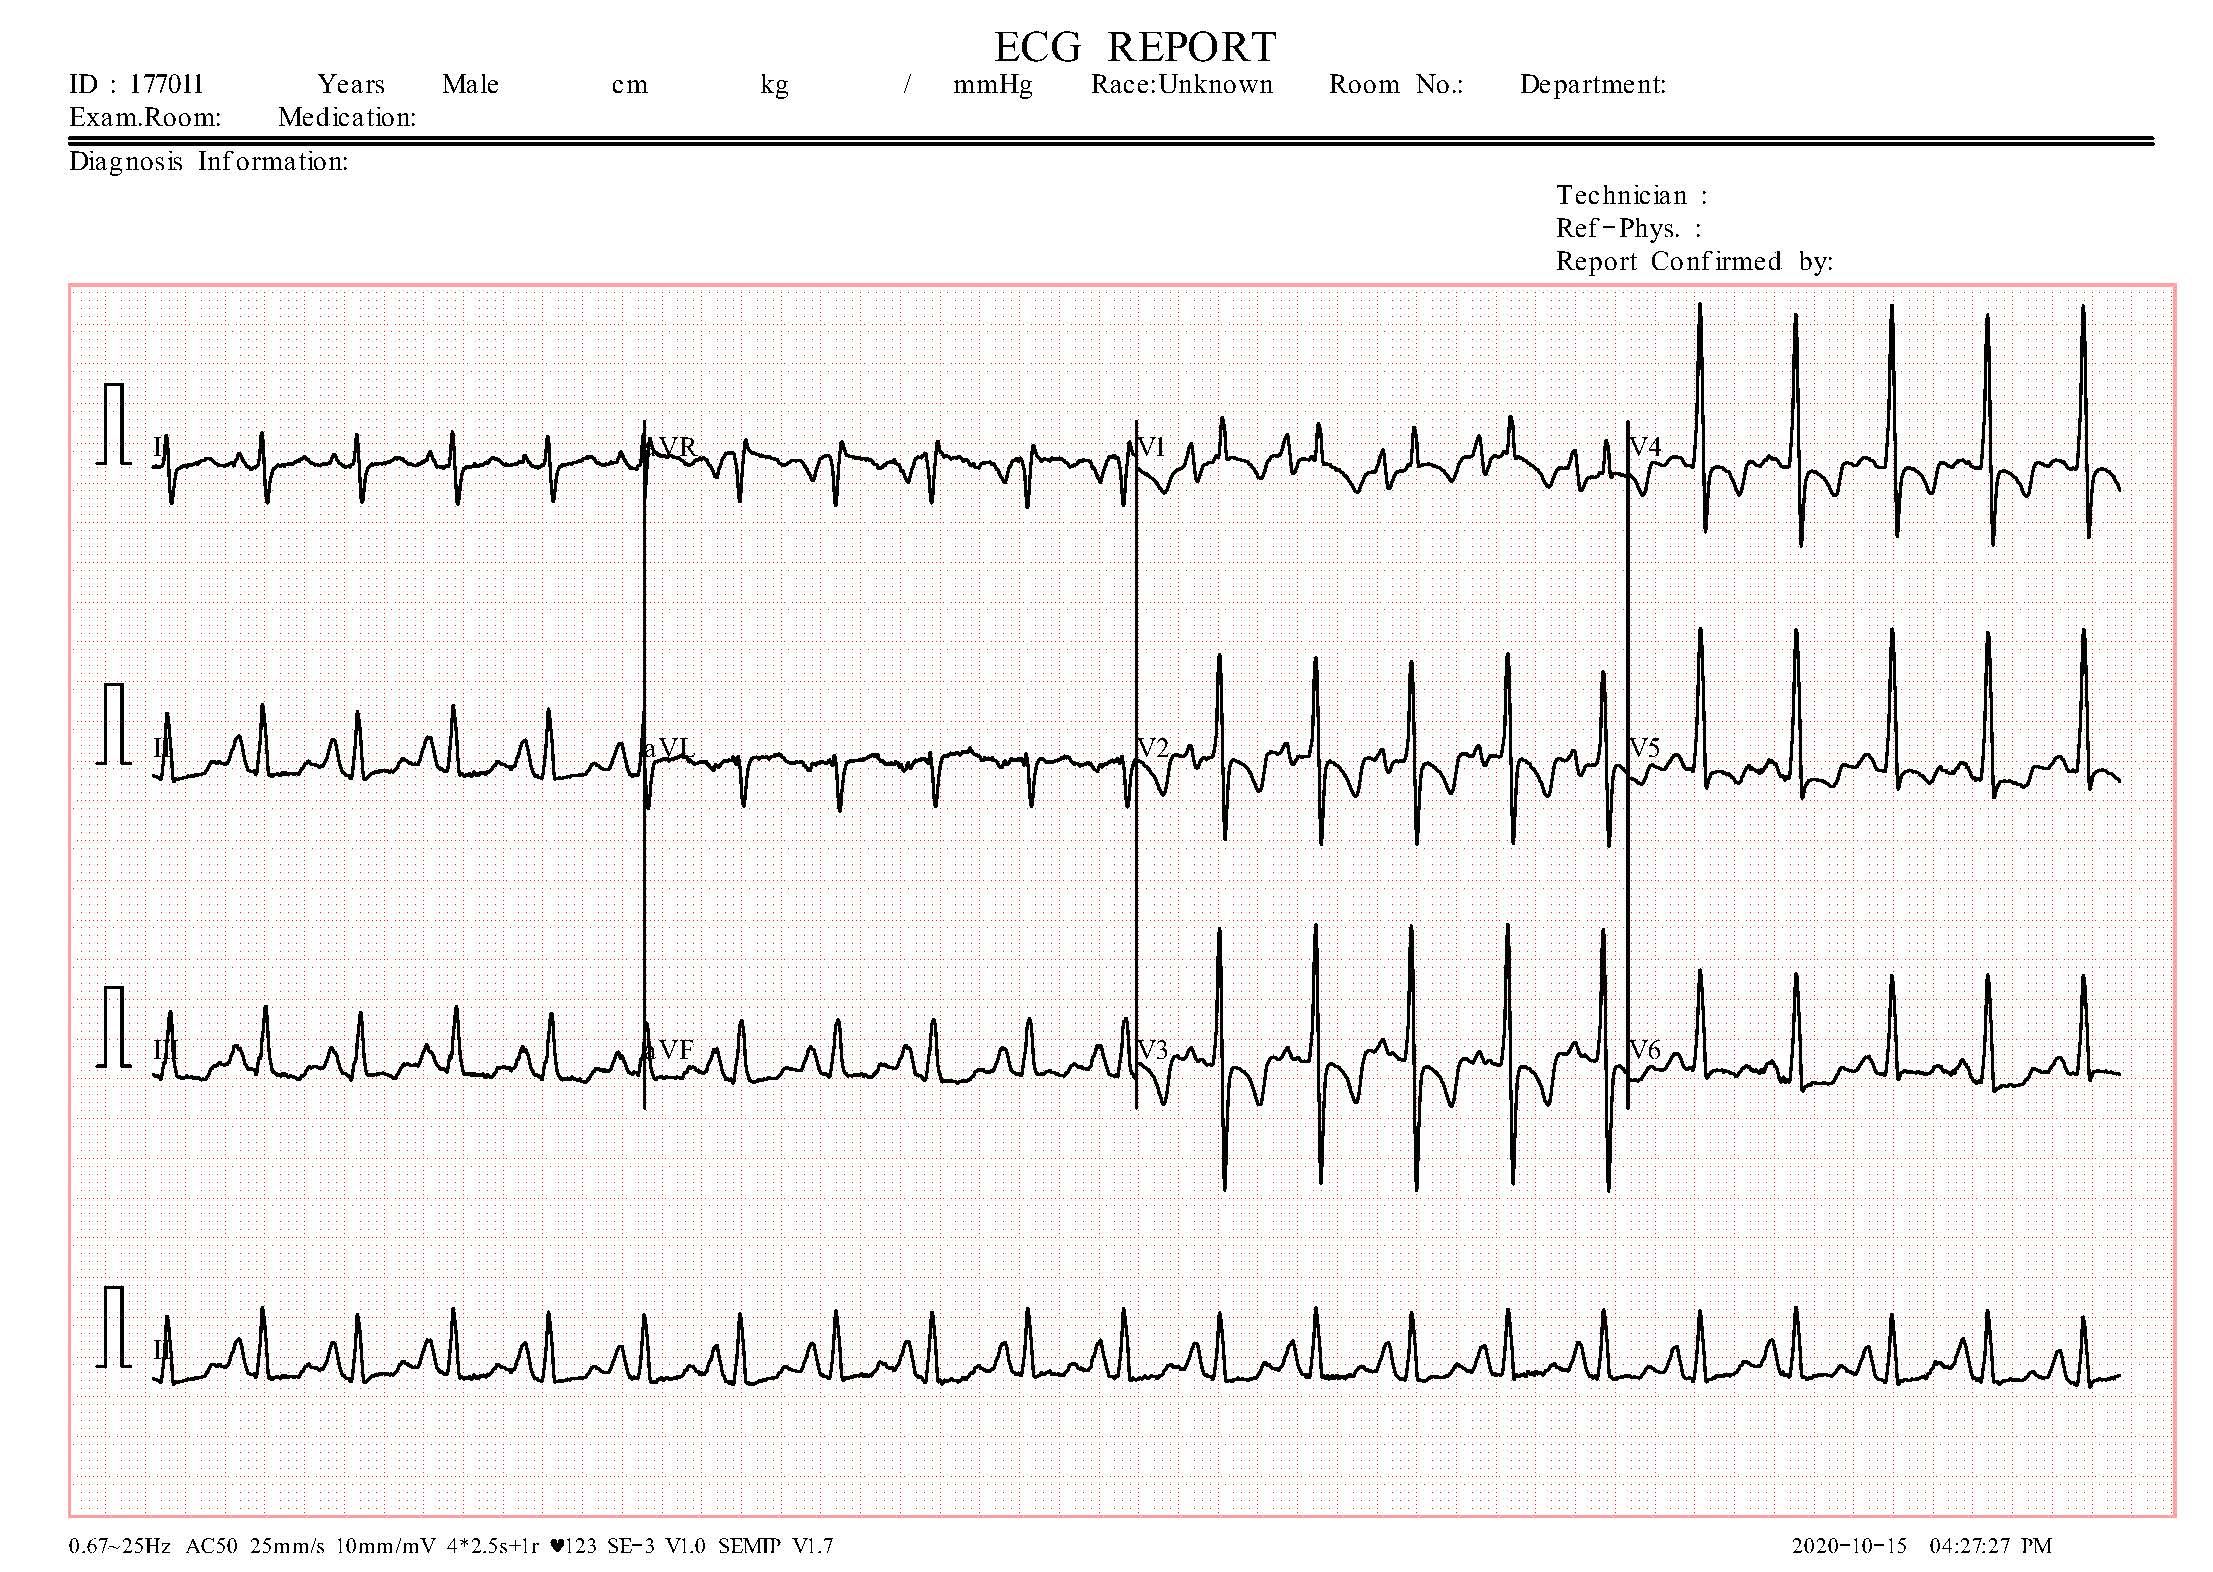 ECG REPORT
ID : 177011 Years Male cm kg / mmHg Race:Unknown Room No.: Department:
Exam.Room: Medication:
Diagnosis Information:
Technician :
Ref-Phys. :
Report Confirmed by:
I AVR V1 V4
II aVL V2 V5
III aVF V3 V6
II
0.67~25Hz AC50 25mm/s 10mm/mV 4*2.5s+1r ♥123 SE-3 V1.0 SEMIP V1.7 2020-10-15 04:27:27 PM